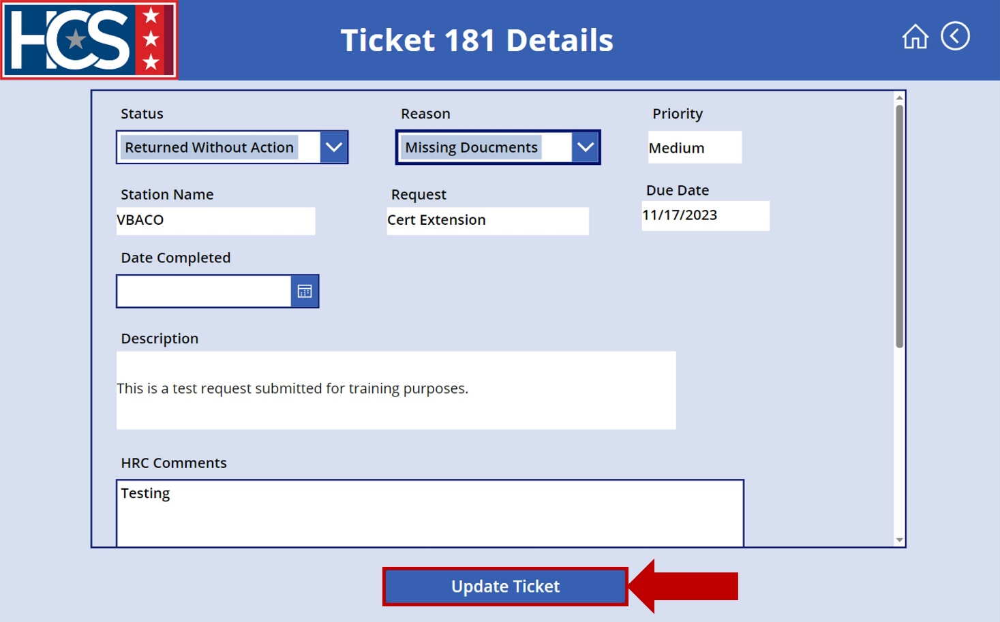 HCS
Ticket 181 Details
Status
Reason
Priority
Returned Without Action
Missing Doucments
Medium
Station Name
Request
Due Date
VBACO
Cert Extension
11/17/2023
Date Completed
Description
This is a test request submitted for training purposes.
HRC Comments
Testing
Update Ticket